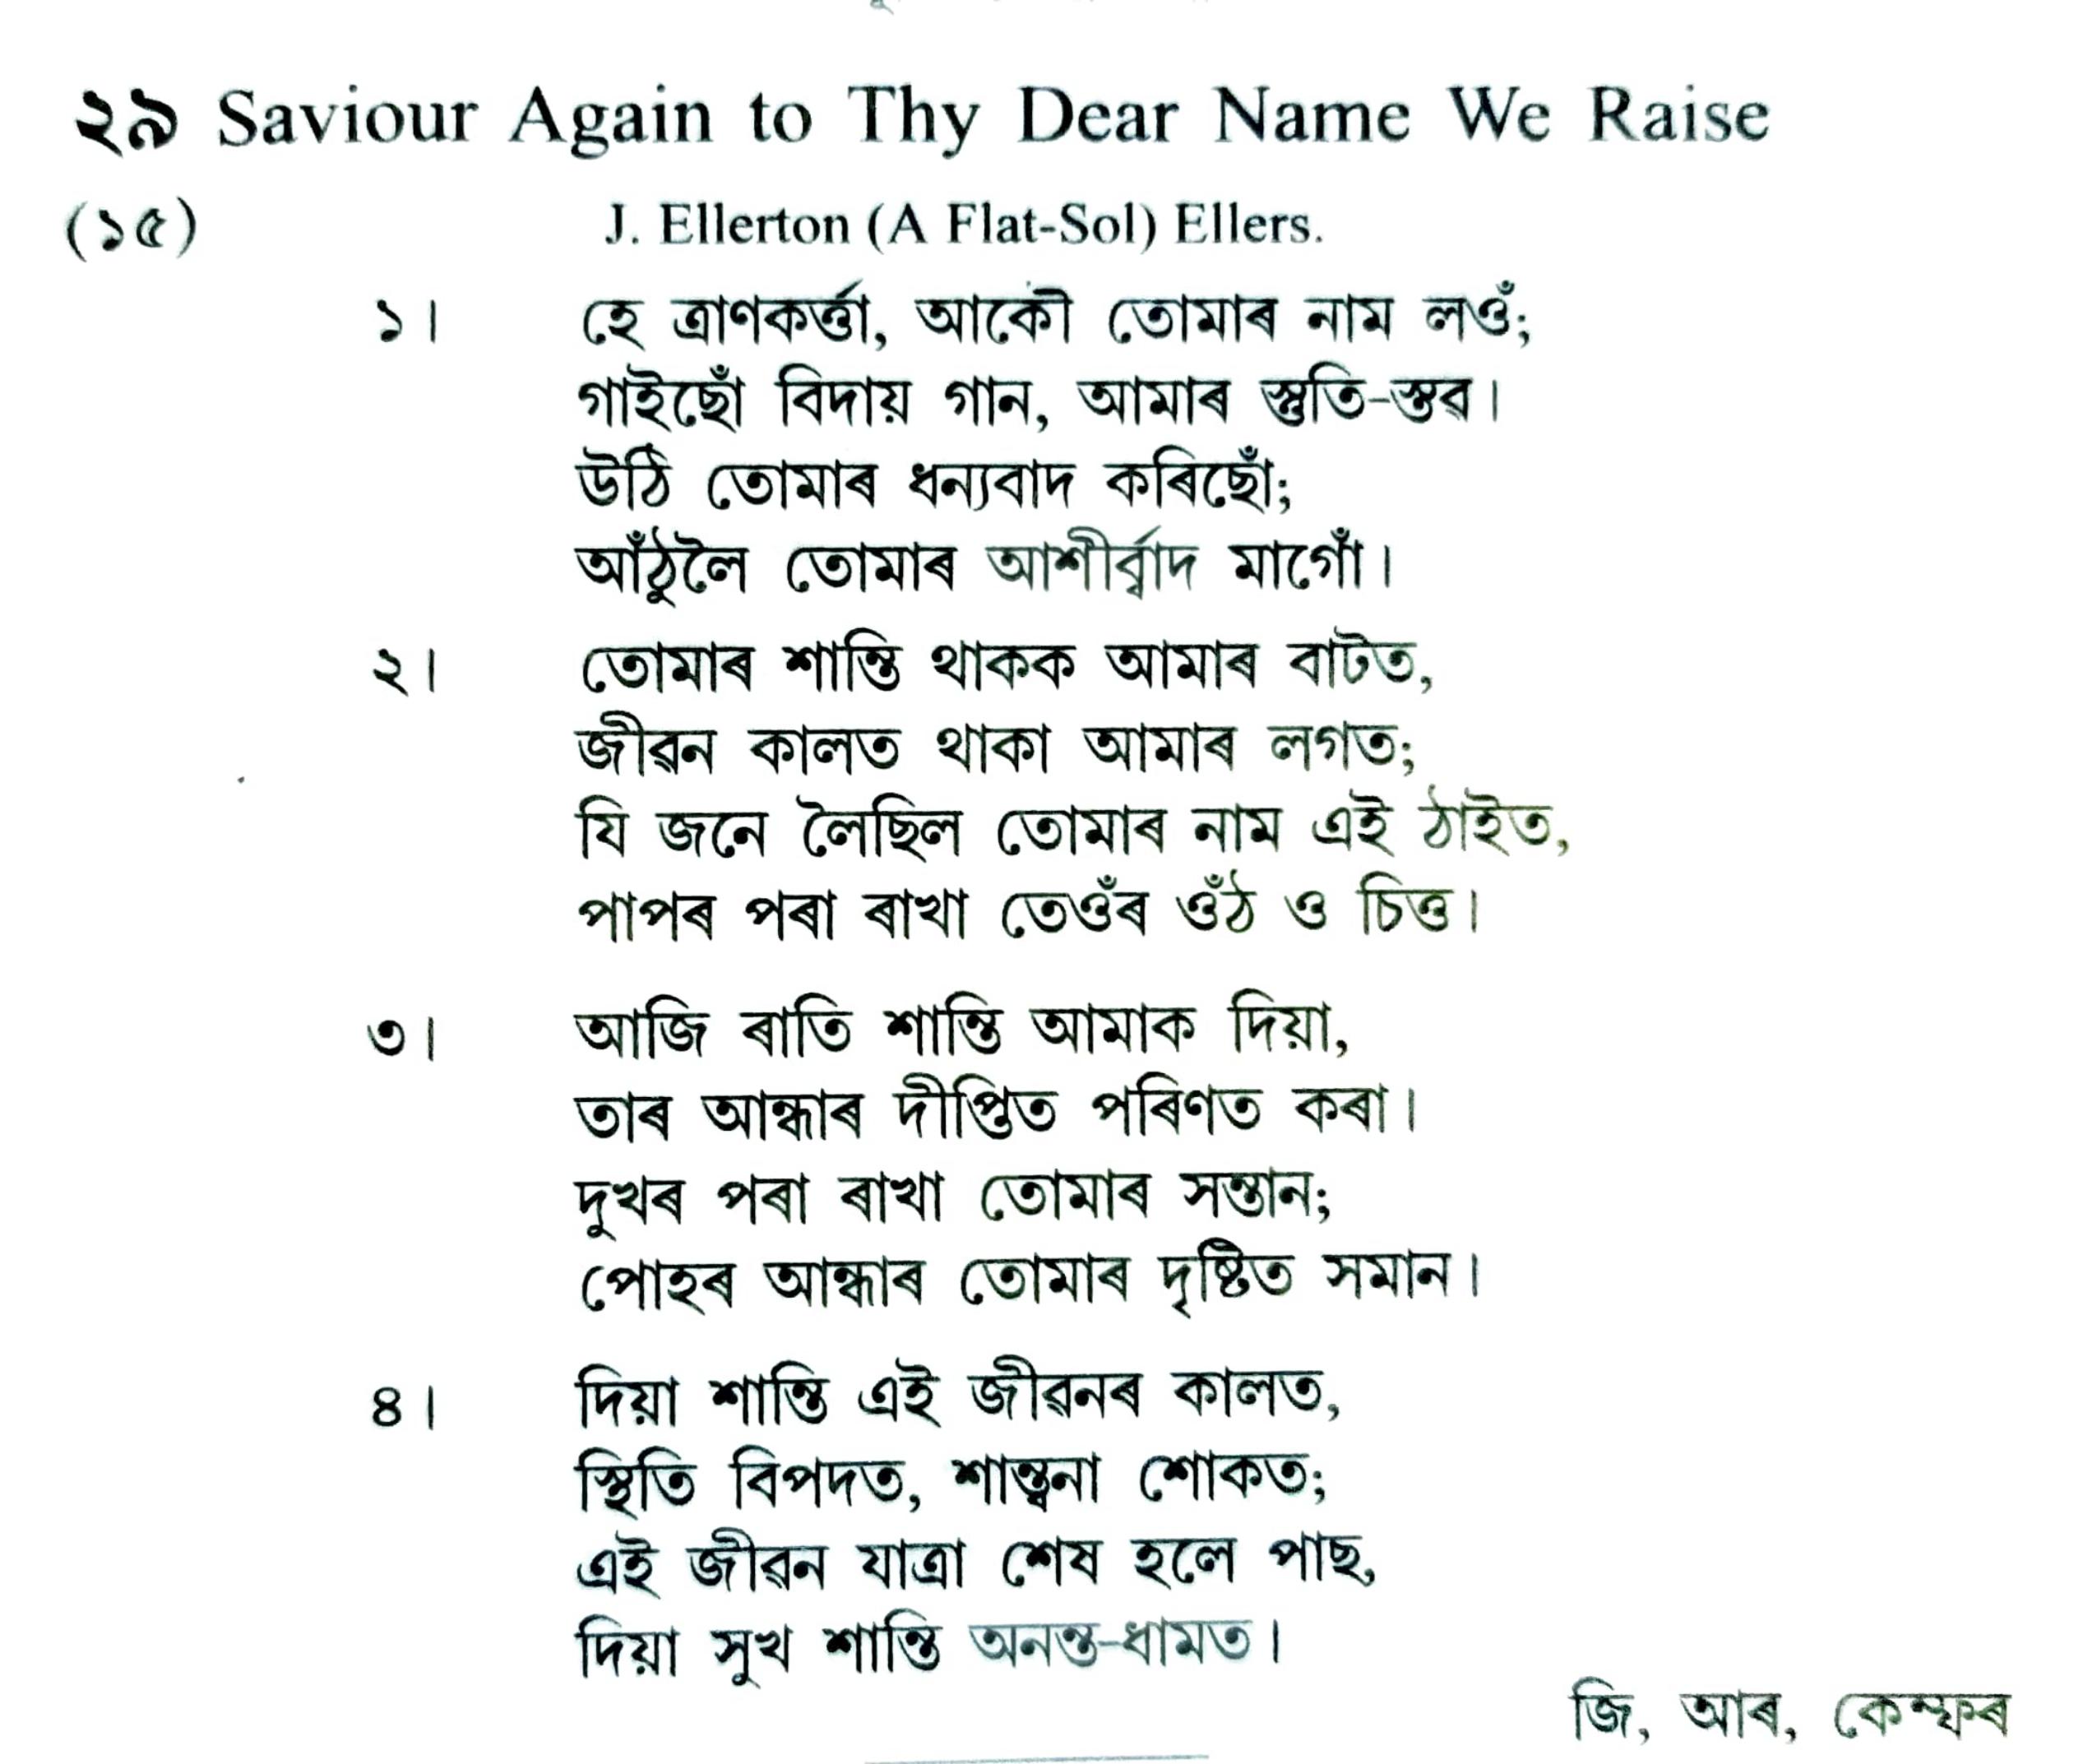 ২৯ Saviour Again to Thy Dear Name We Raise
(১৫) J. Ellerton (A Flat-Sol) Ellers.
১। হে ত্ৰাণকৰ্ত্তা, আকৌ তোমাৰ নাম লওঁ;
গাইছোঁ বিদায় গান, আমাৰ স্তুতি-স্তৱ।
উঠি তোমাৰ ধন্যবাদ কৰিছোঁ;
আঁঠুলৈ তোমাৰ আশীৰ্ব্বাদ মাগোঁ।
২। তোমাৰ শান্তি থাকক আমাৰ বাটত,
জীৱন কালত থাকা আমাৰ লগত;
যি জনে লৈছিল তোমাৰ নাম এই ঠাইত,
পাপৰ পৰা ৰাখা তেওঁৰ ওঁঠ ও চিত্ত।
৩। আজি ৰাতি শান্তি আমাক দিয়া,
তাৰ আন্ধাৰ দীপ্তিত পৰিণত কৰা।
দুখৰ পৰা ৰাখা তোমাৰ সন্তান;
পোহৰ আন্ধাৰ তোমাৰ দৃষ্টিত সমান।
৪। দিয়া শান্তি এই জীৱনৰ কালত,
স্থিতি বিপদত, শান্ত্বনা শোকত;
এই জীৱন যাত্ৰা শেষ হলে পাছ,
দিয়া সুখ শান্তি অনন্ত-ধামত।
জি, আৰ, কেম্ফৰ